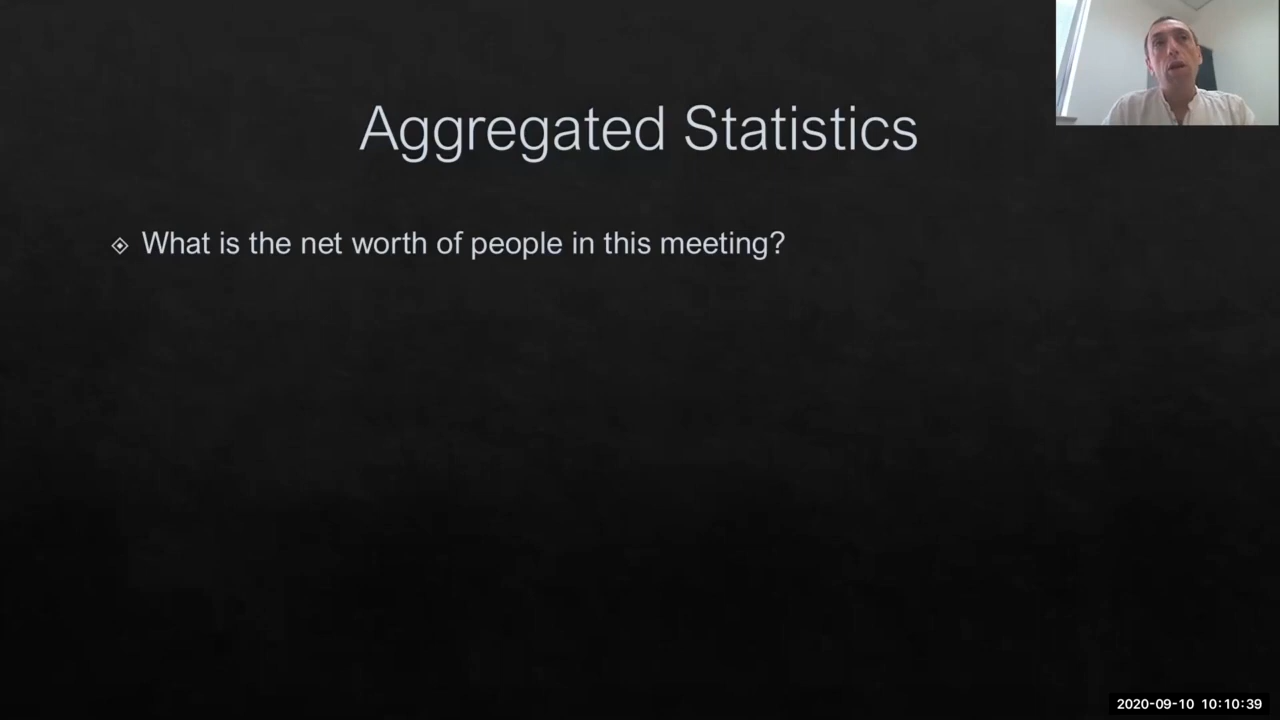 Aggregated Statistics
What is the net worth of people in this meeting?
2020-09-10 10:10:39